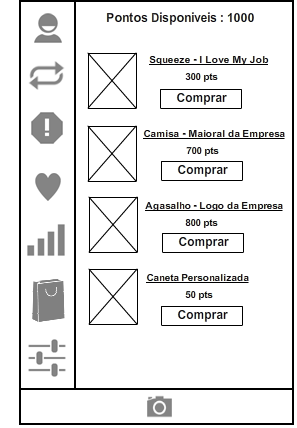 Pontos Disponiveis : 1000
Squeeze - I Love My Job
300 pts
Comprar
Camisa - Maioral da Empresa
700 pts
Comprar
Agasalho - Logo da Empresa
800 pts
Comprar
Caneta Personalizada
50 pts
Comprar